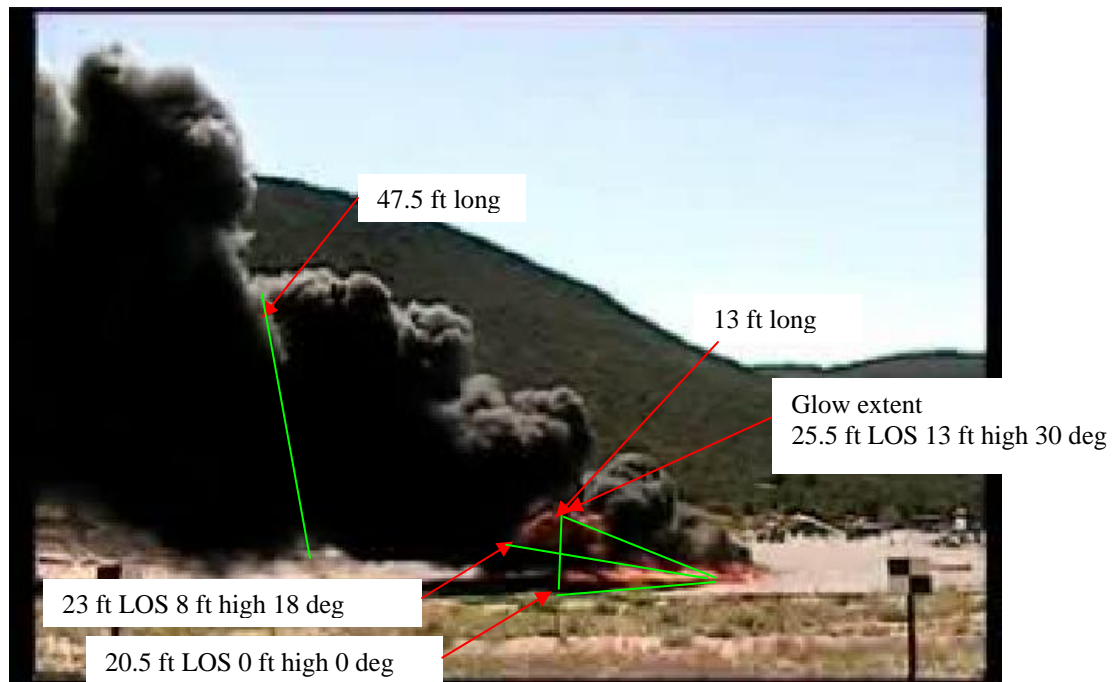 47.5 ft long
13 ft long
Glow extent
25.5 ft LOS 13 ft high 30 deg
23 ft LOS 8 ft high 18 deg
20.5 ft LOS 0 ft high 0 deg